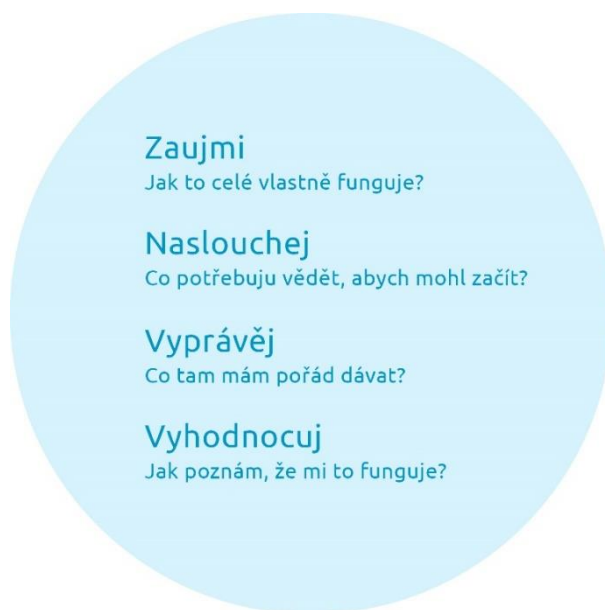 Zaujmi
Jak to celé vlastně funguje?
Naslouchej
Co potřebuju vědět, abych mohl začít?
Vyprávěj
Co tam mám pořád dávat?
Vyhodnocuj
Jak poznám, že mi to funguje?